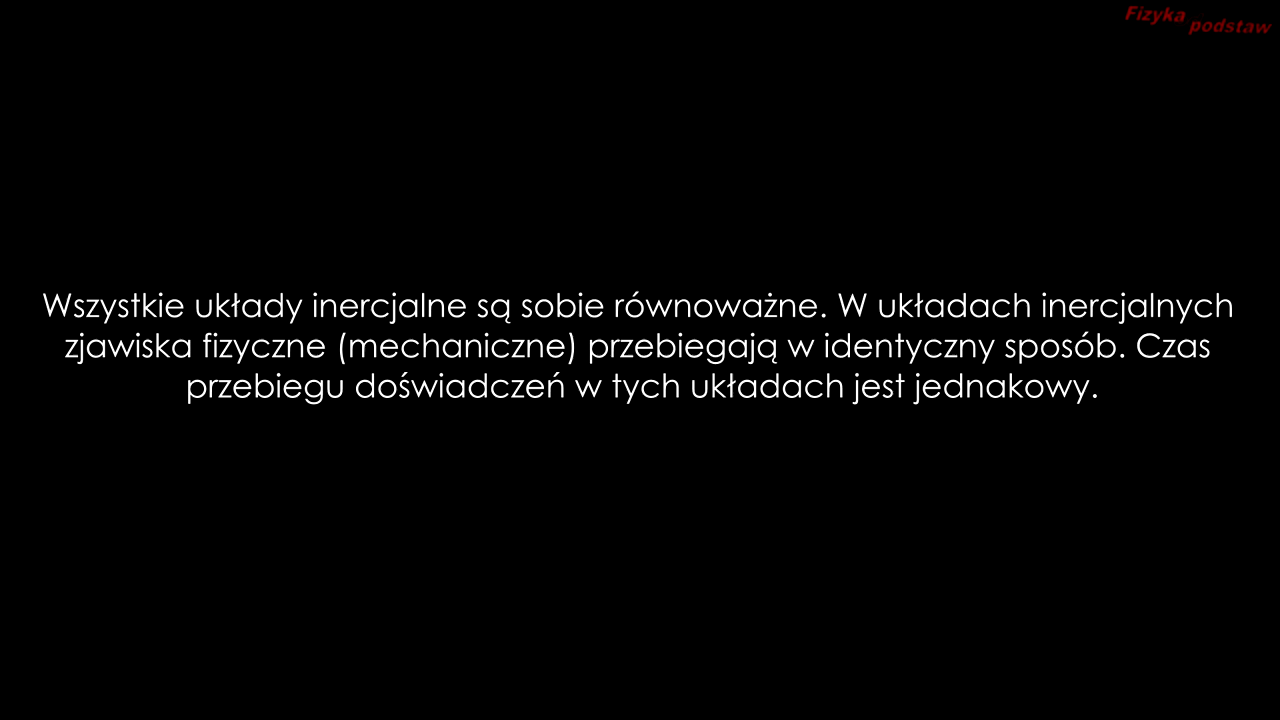 Fizyka
podstaw
Wszystkie układy inercjalne są sobie równoważne. W układach inercjalnych
zjawiska fizyczne (mechaniczne) przebiegają w identyczny sposób. Czas
przebiegu doświadczeń w tych układach jest jednakowy.